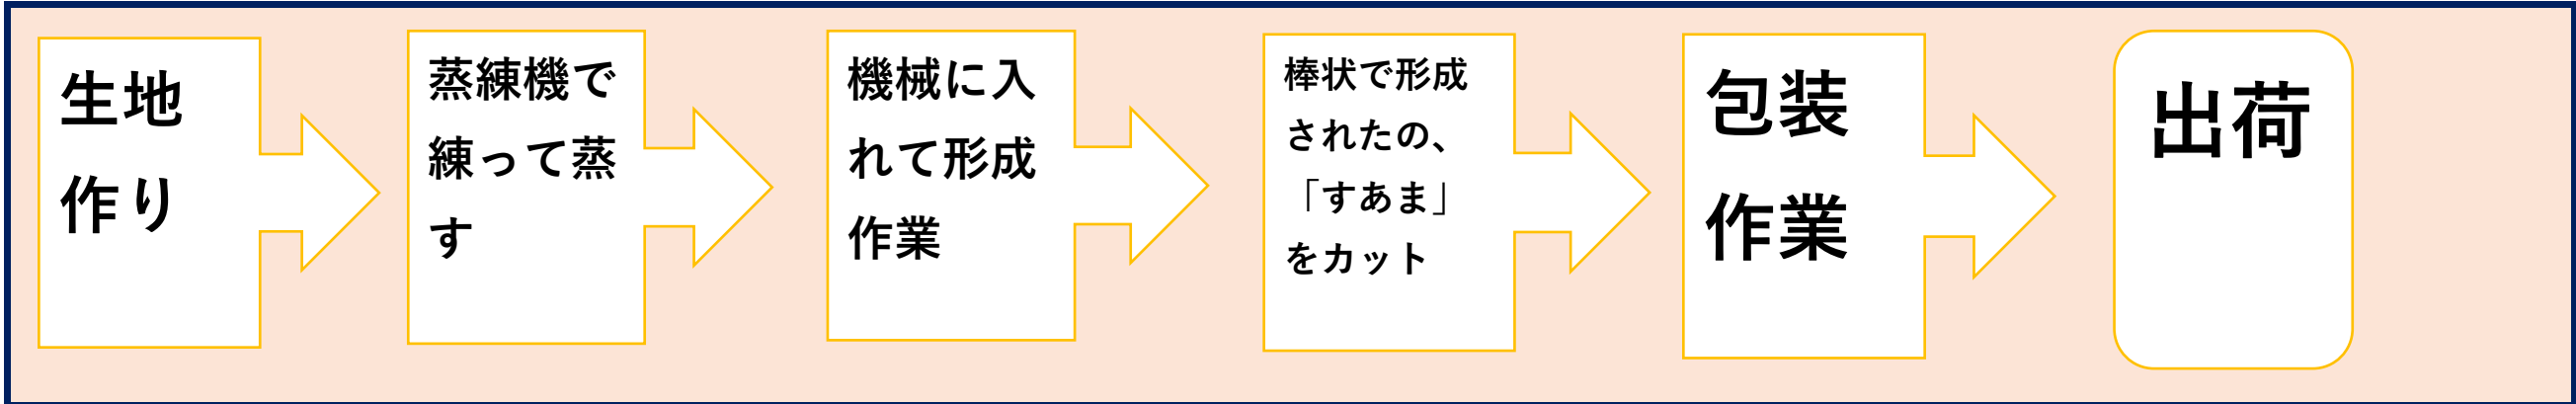 生地
作り
蒸練機で
練って蒸
す
機械に入
れて形成
作業
棒状で形成
されたの、
「すあま」
をカット
包装
作業
出荷